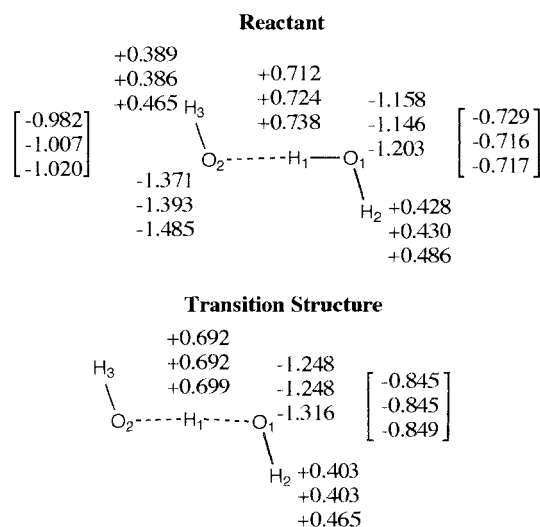 Reactant
+0.389
+0.386
+0.465
H₃
+0.712
+0.724
+0.738
-1.158
-1.146
-1.203
-0.982
-1.007
-1.020
O₂
H₁
O₁
-0.729
-0.716
-0.717
-1.371
-1.393
-1.485
H₂
+0.428
+0.430
+0.486
Transition Structure
H₃
+0.692
+0.692
+0.699
-1.248
-1.248
-1.316
-0.845
-0.845
-0.849
O₂
H₁
O₁
H₂
+0.403
+0.403
+0.465